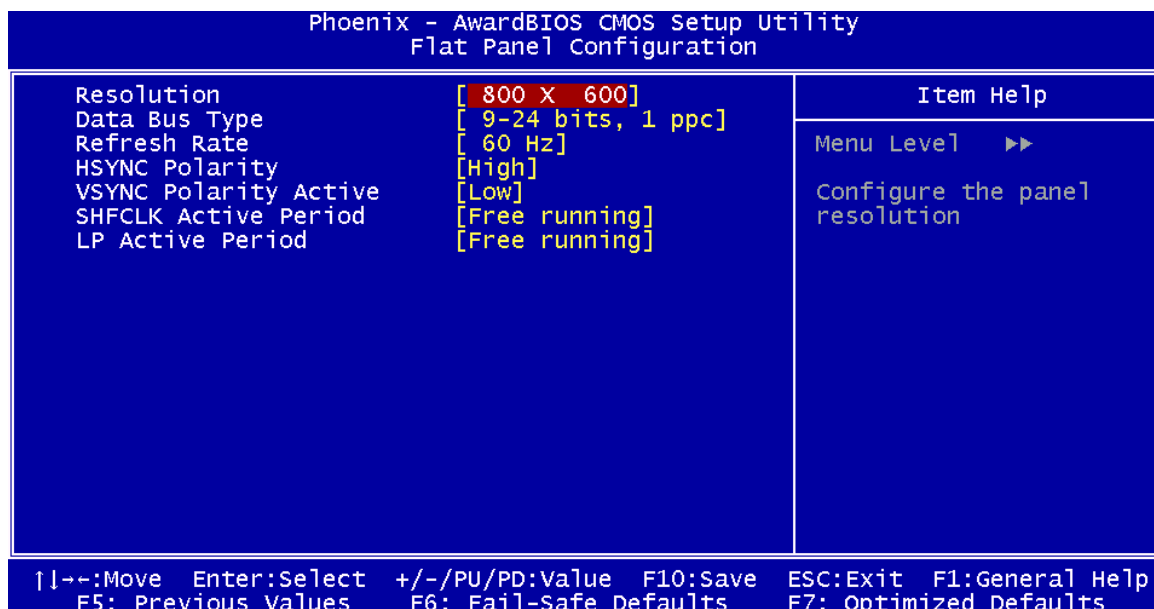 Phoenix - AwardBIOS CMOS Setup Utility
Flat Panel Configuration
Resolution [ 800 X  600]
Data Bus Type [ 9-24 bits, 1 ppc]
Refresh Rate [ 60 Hz]
HSYNC Polarity [High]
VSYNC Polarity Active [Low]
SHFCLK Active Period [Free running]
LP Active Period [Free running]
Item Help
Menu Level ▶▶
Configure the panel
resolution
↑↓→←:Move Enter:Select +/-/PU/PD:Value F10:Save ESC:Exit F1:General Help
F5: Previous Values F6: Fail-Safe Defaults F7: Optimized Defaults